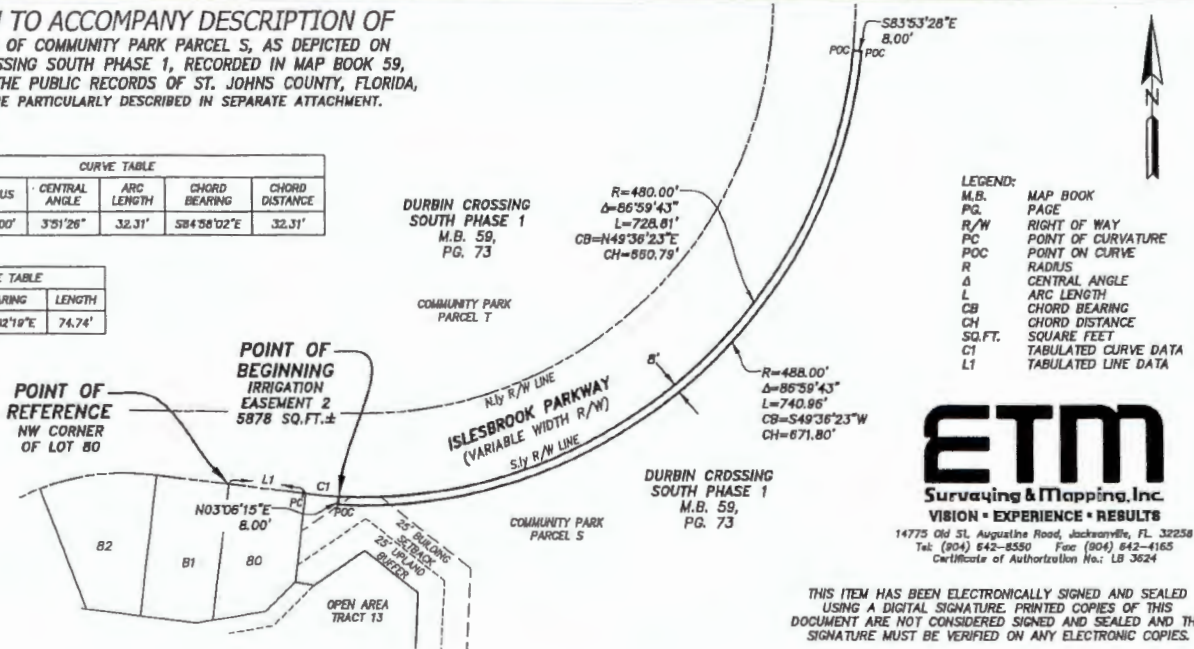 TO ACCOMPANY DESCRIPTION OF
OF COMMUNITY PARK PARCEL S, AS DEPICTED ON
SSING SOUTH PHASE 1, RECORDED IN MAP BOOK 59,
THE PUBLIC RECORDS OF ST. JOHNS COUNTY, FLORIDA,
E PARTICULARLY DESCRIBED IN SEPARATE ATTACHMENT.
CURVE TABLE
US CENTRAL ANGLE ARC LENGTH CHORD BEARING CHORD DISTANCE
00' 3°51'26" 32.31' S84°58'02"E 32.31'
E TABLE
ARING LENGTH
2'19"E 74.74'
POINT OF
REFERENCE
NW CORNER
OF LOT 80
POINT OF
BEGINNING
IRRIGATION
EASEMENT 2
5878 SQ.FT.±
DURBIN CROSSING
SOUTH PHASE 1
M.B. 59,
PG. 73
COMMUNITY PARK
PARCEL T
R=480.00'
Δ=86°59'43"
L=728.81'
CB=N49°36'23"E
CH=660.79'
S83°53'28"E
8.00'
POC
POC
N'ly R/W LINE
ISLESBROOK PARKWAY
(VARIABLE WIDTH R/W)
S'ly R/W LINE
8'
R=488.00'
Δ=86°59'43"
L=740.96'
CB=S49°36'23"W
CH=671.80'
DURBIN CROSSING
SOUTH PHASE 1
M.B. 59,
PG. 73
COMMUNITY PARK
PARCEL S
L1
C1
PC
POC
N03°06'15"E
8.00'
82
81
80
25' BUILDING
SETBACK
25' UPLAND
BUFFER
OPEN AREA
TRACT 13
N
LEGEND:
M.B. MAP BOOK
PG. PAGE
R/W RIGHT OF WAY
PC POINT OF CURVATURE
POC POINT ON CURVE
R RADIUS
Δ CENTRAL ANGLE
L ARC LENGTH
CB CHORD BEARING
CH CHORD DISTANCE
SQ.FT. SQUARE FEET
C1 TABULATED CURVE DATA
L1 TABULATED LINE DATA
ETM
Surveying & Mapping, Inc.
VISION • EXPERIENCE • RESULTS
14775 Old St. Augustine Road, Jacksonville, FL. 32258
Tel: (904) 642-8550 Fax: (904) 642-4165
Certificate of Authorization No.: LB 3624
THIS ITEM HAS BEEN ELECTRONICALLY SIGNED AND SEALED
USING A DIGITAL SIGNATURE. PRINTED COPIES OF THIS
DOCUMENT ARE NOT CONSIDERED SIGNED AND SEALED AND TH
SIGNATURE MUST BE VERIFIED ON ANY ELECTRONIC COPIES.